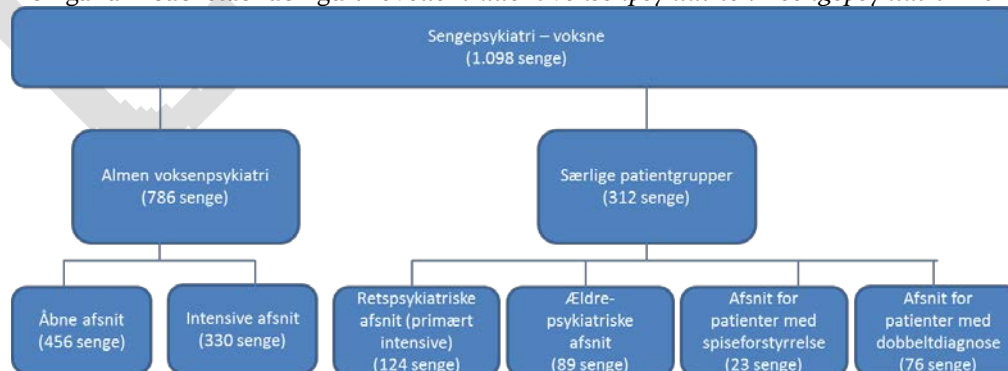 Sengepsykiatri – voksne
(1.098 senge)
Almen voksenpsykiatri
(786 senge)
Særlige patientgrupper
(312 senge)
Åbne afsnit
(456 senge)
Intensive afsnit
(330 senge)
Retspsykiatriske
afsnit (primært
intensive)
(124 senge)
Ældre-
psykiatriske
afsnit
(89 senge)
Afsnit for
patienter med
spiseforstyrrelse
(23 senge)
Afsnit for
patienter med
dobbeltdiagnose
(76 senge)